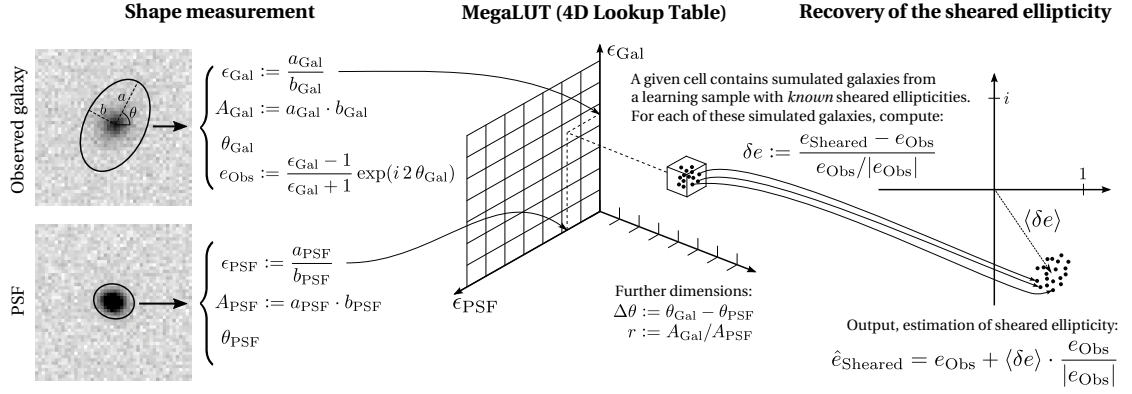 Shape measurement
MegaLUT (4D Lookup Table)
Recovery of the sheared ellipticity
Observed galaxy
a
b
θ
ϵ_Gal := a_Gal / b_Gal
A_Gal := a_Gal · b_Gal
θ_Gal
e_Obs := (ϵ_Gal − 1) / (ϵ_Gal + 1) exp(i 2 θ_Gal)
PSF
ϵ_PSF := a_PSF / b_PSF
A_PSF := a_PSF · b_PSF
θ_PSF
ϵ_Gal
ϵ_PSF
Further dimensions:
Δθ := θ_Gal − θ_PSF
r := A_Gal/A_PSF
A given cell contains sumulated galaxies from
a learning sample with known sheared ellipticities.
For each of these simulated galaxies, compute:
δe := (e_Sheared − e_Obs) / (e_Obs/|e_Obs|)
i
1
⟨δe⟩
Output, estimation of sheared ellipticity:
ê_Sheared = e_Obs + ⟨δe⟩ · e_Obs / |e_Obs|